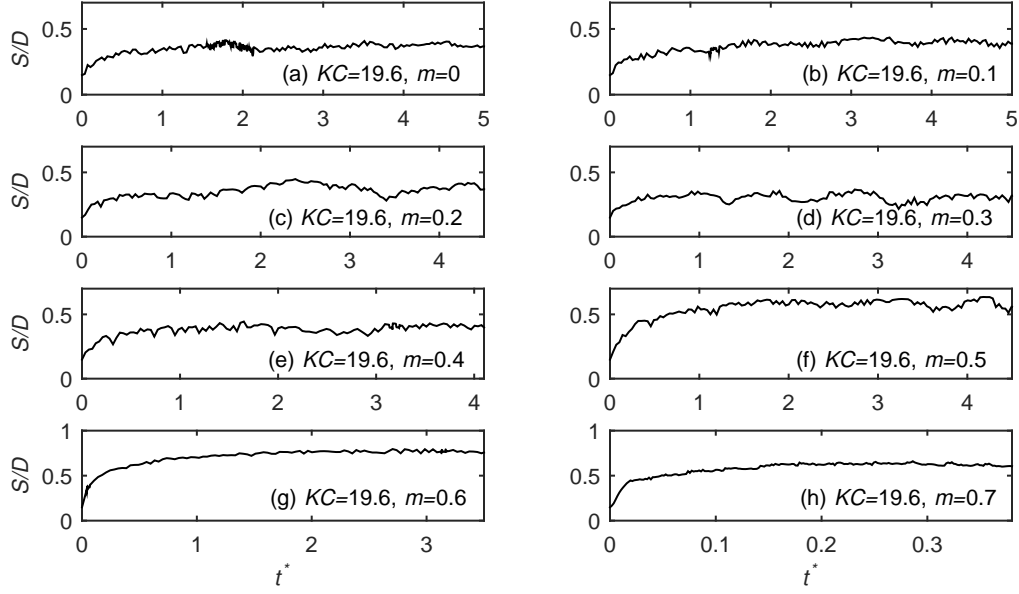 S/D
0.5
0
(a) KC=19.6, m=0
0 1 2 3 4 5
0.5
0
(b) KC=19.6, m=0.1
0 1 2 3 4 5
S/D
0.5
0
(c) KC=19.6, m=0.2
0 1 2 3 4
0.5
0
(d) KC=19.6, m=0.3
0 1 2 3 4
S/D
0.5
0
(e) KC=19.6, m=0.4
0 1 2 3 4
0.5
0
(f) KC=19.6, m=0.5
0 1 2 3 4
S/D
1
0.5
0
(g) KC=19.6, m=0.6
0 1 2 3
t*
1
0.5
0
(h) KC=19.6, m=0.7
0 0.1 0.2 0.3
t*